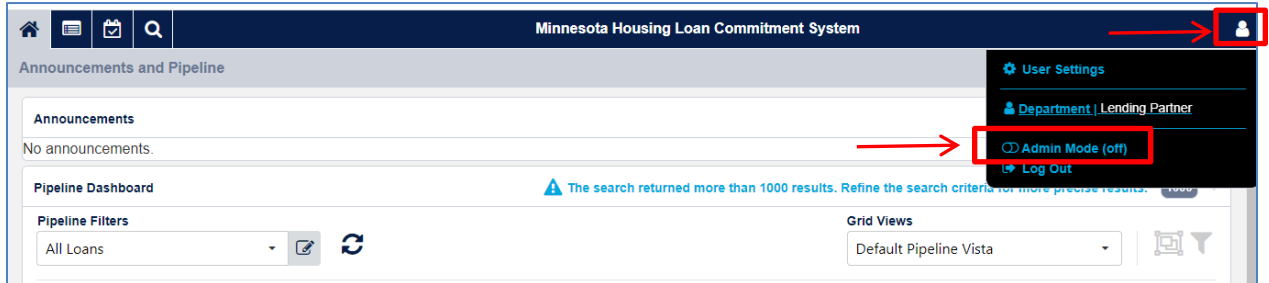 Minnesota Housing Loan Commitment System
Announcements and Pipeline
User Settings
Department | Lending Partner
Admin Mode (off)
Log Out
Announcements
No announcements.
Pipeline Dashboard
The search returned more than 1000 results. Refine the search criteria for more precise results. 1000
Pipeline Filters
Grid Views
All Loans
Default Pipeline Vista